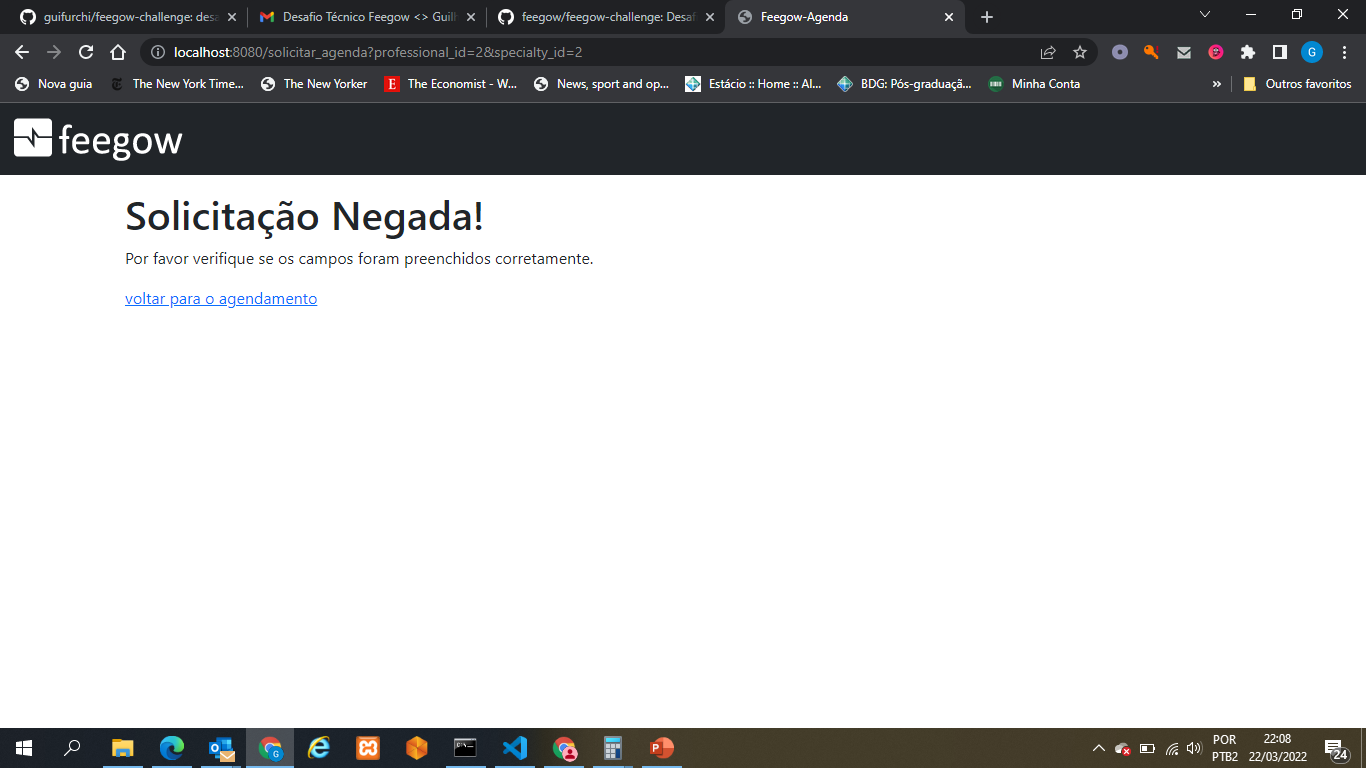 guifurchi/feegow-challenge: desa
Desafio Técnico Feegow <> Guilh
feegow/feegow-challenge: Desaf
Feegow-Agenda
localhost:8080/solicitar_agenda?professional_id=2&specialty_id=2
G
Nova guia
The New York Time...
The New Yorker
E The Economist - W...
News, sport and op...
Estácio :: Home :: Al...
BDG: Pós-graduaçã...
Minha Conta
»
Outros favoritos
feegow
Solicitação Negada!
Por favor verifique se os campos foram preenchidos corretamente.
voltar para o agendamento
POR
PTB2
22:08
22/03/2022
24